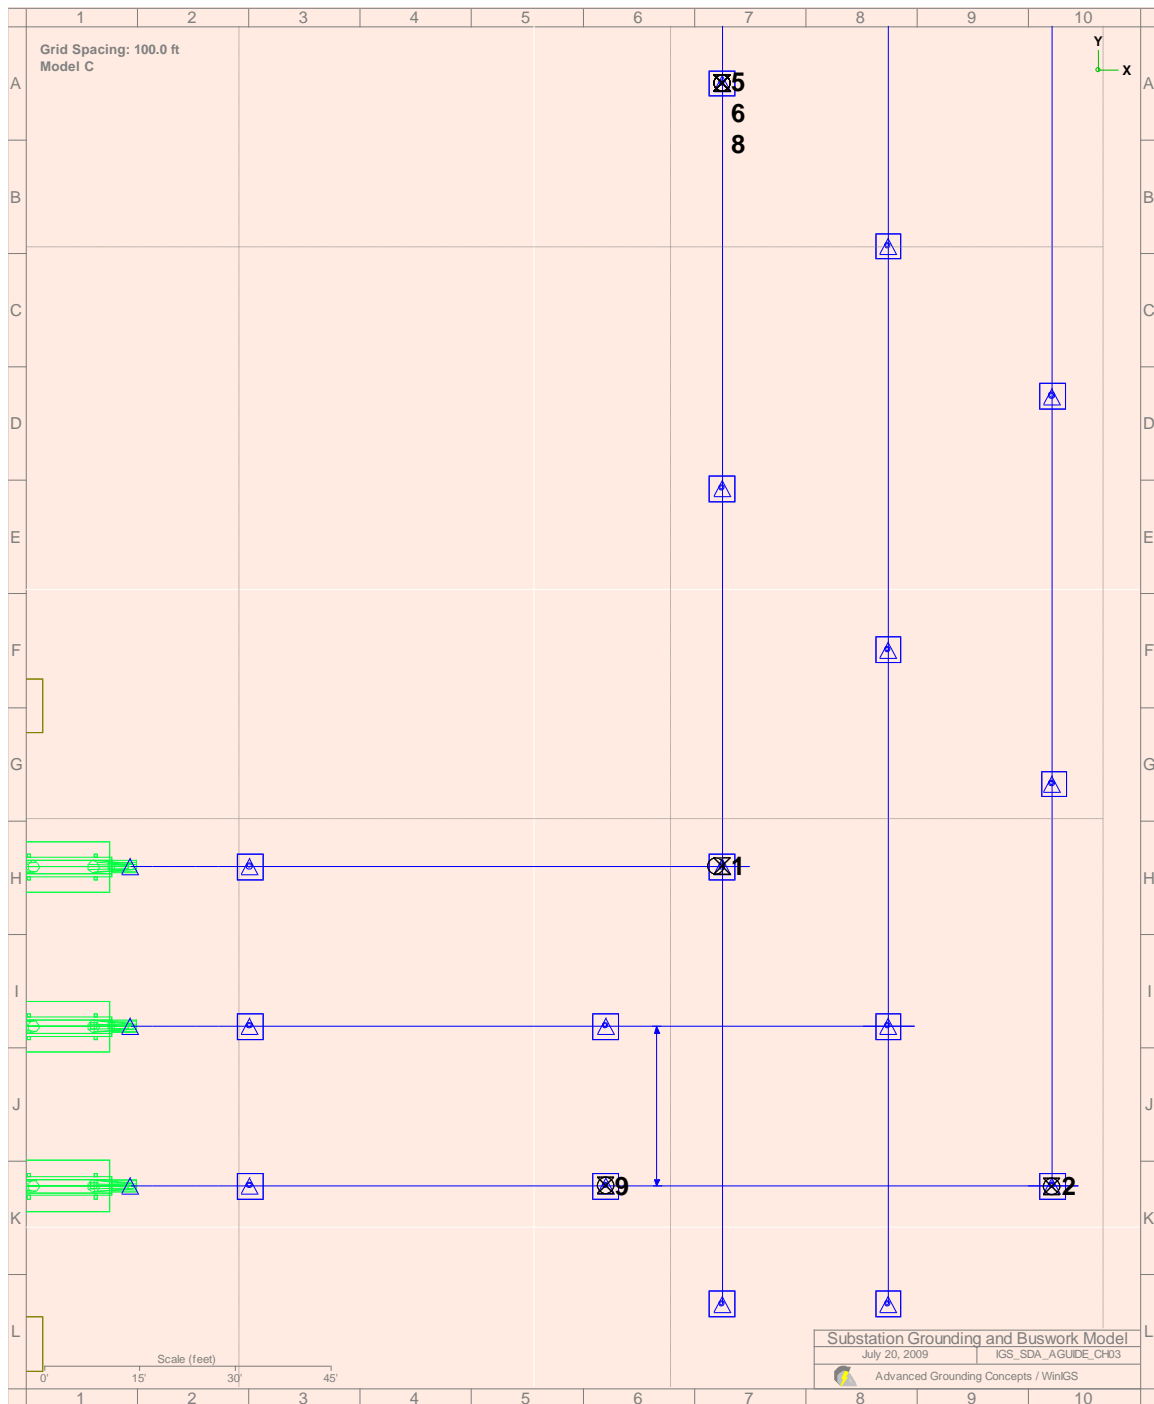 1 2 3 4 5 6 7 8 9 10
Grid Spacing: 100.0 ft
Model C
Y
X
A 5 A
6
8
B B
C C
D D
E E
F F
G G
1
H H
I I
J J
9 2
K K
L L
Substation Grounding and Buswork Model
July 20, 2009 IGS_SDA_AGUIDE_CH03
Advanced Grounding Concepts / WinIGS
Scale (feet)
0' 15' 30' 45'
1 2 3 4 5 6 7 8 9 10